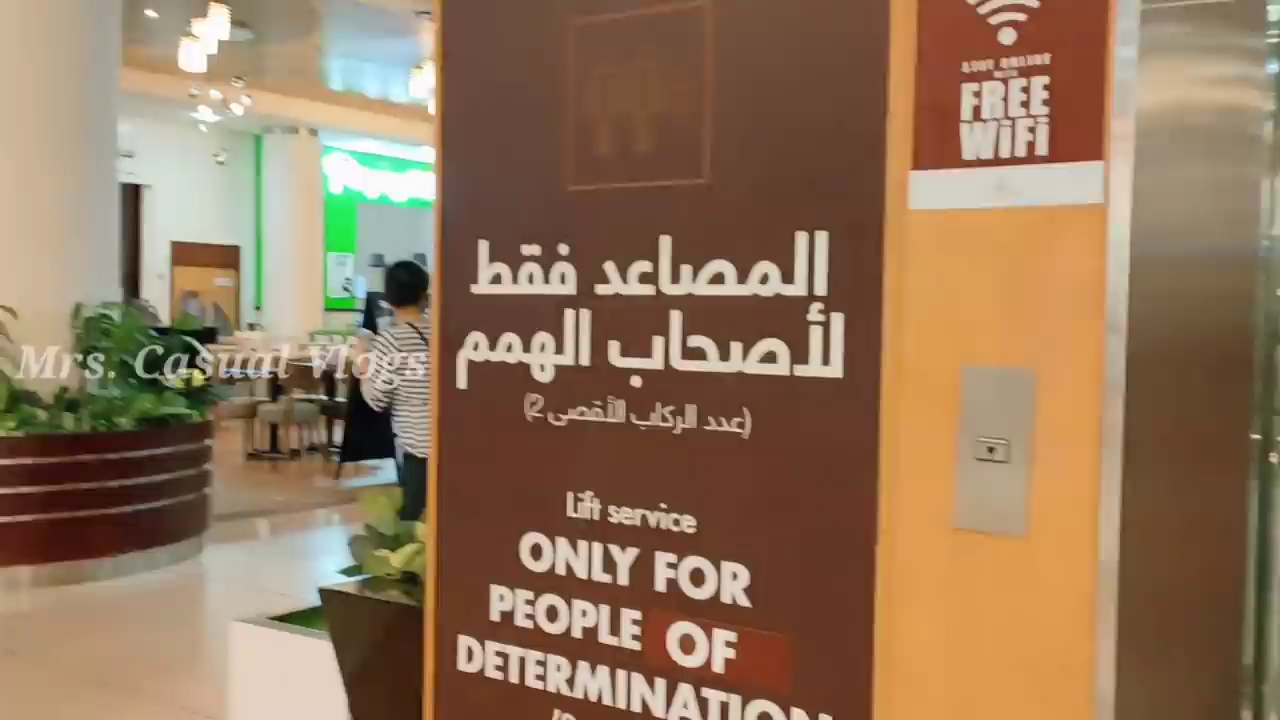 FREE
WiFi
المصاعد فقط
لأصحاب الهمم
(عدد الركاب الأقصى 2)
Lift service
ONLY FOR
PEOPLE OF
DETERMINATION
Mrs. Casual Vlogs